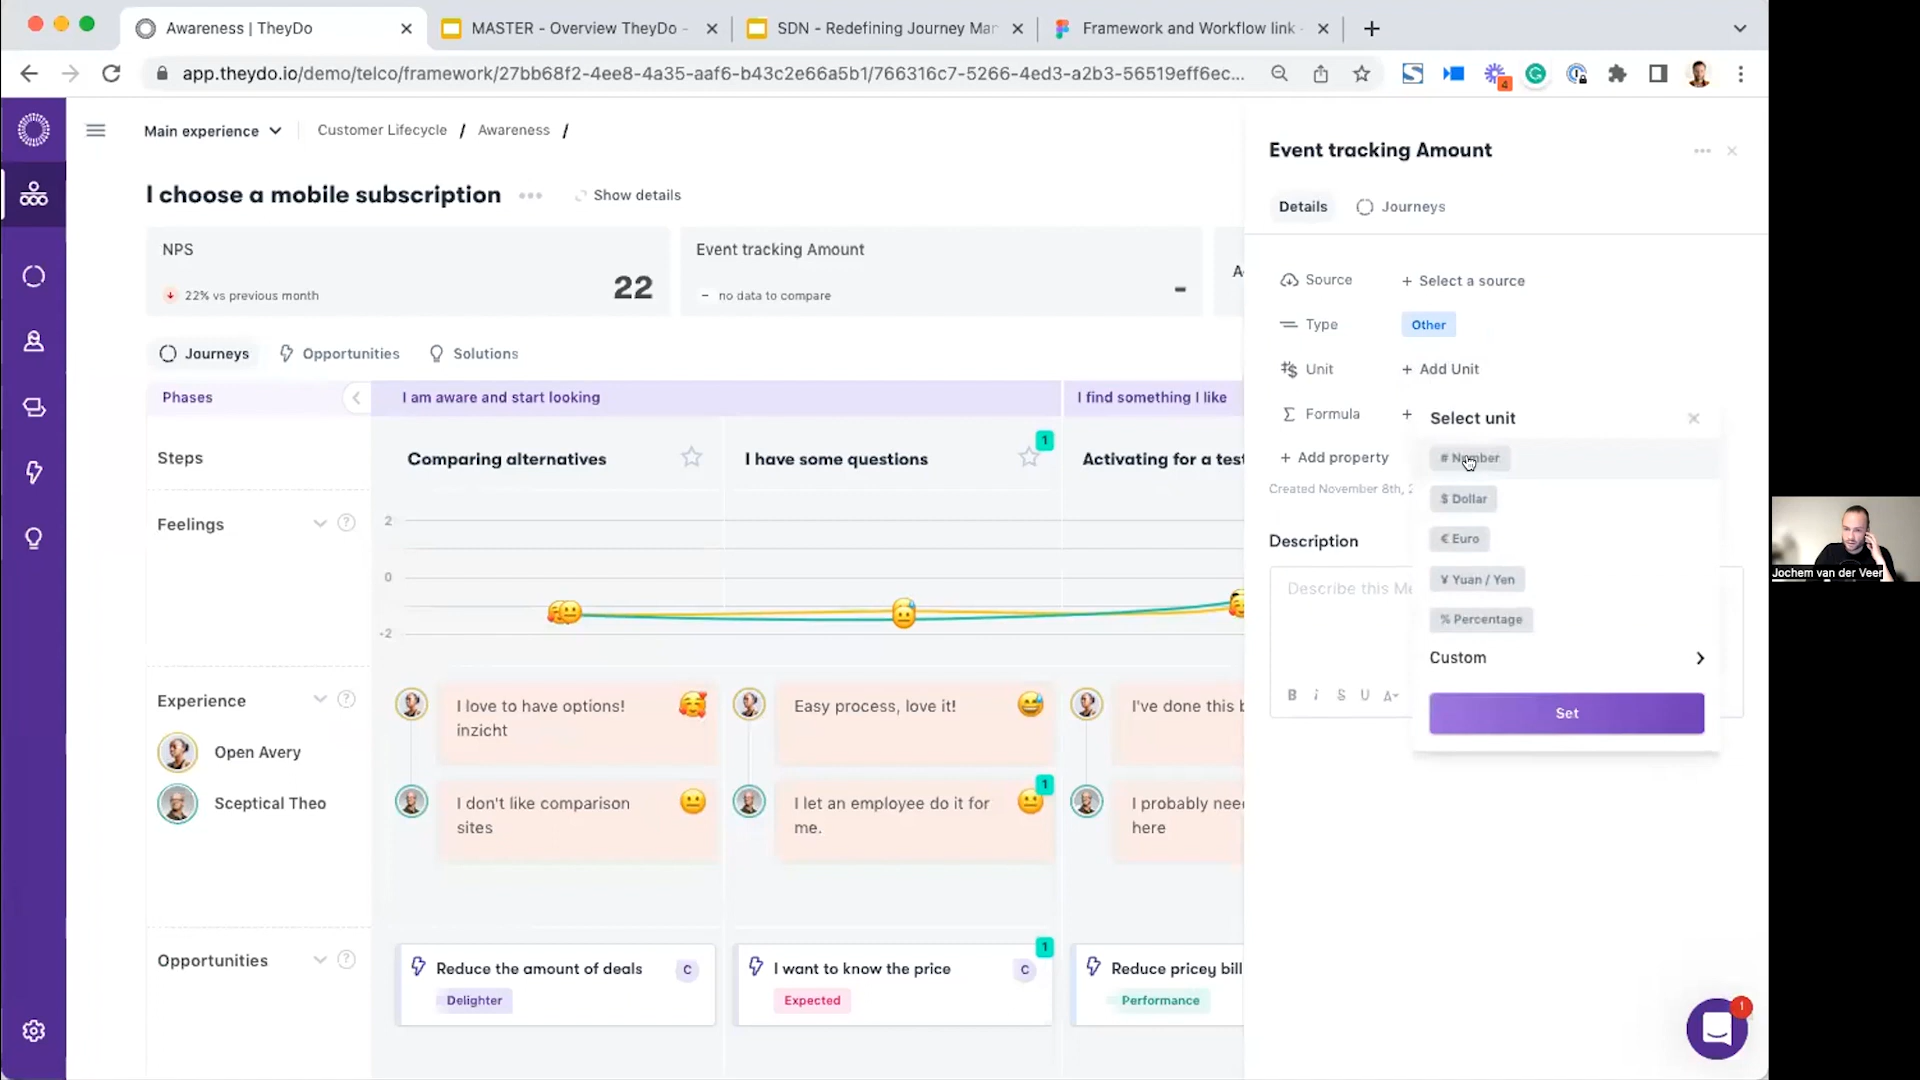 Awareness | TheyDo
MASTER - Overview TheyDo -
SDN - Redefining Journey Mar
Framework and Workflow link -
app.theydo.io/demo/telco/framework/27bb68f2-4ee8-4a35-aaf6-b43c2e66a5b1/766316c7-5266-4ed3-a2b3-56519eff6ec...
4
Main experience
Customer Lifecycle / Awareness /
I choose a mobile subscription
Show details
NPS
22
22% vs previous month
Event tracking Amount
-
– no data to compare
Journeys
Opportunities
Solutions
Phases
I am aware and start looking
I find something I like
Steps
Comparing alternatives
I have some questions
1
Activating for a test
Feelings
?
2
0
-2
Experience
?
Open Avery
Sceptical Theo
I love to have options!
inzicht
Easy process, love it!
I've done this b
I don't like comparison
sites
I let an employee do it for
me.
1
I probably nee
here
Opportunities
?
Reduce the amount of deals
C
Delighter
I want to know the price
C
1
Expected
Reduce pricey bill
Performance
Event tracking Amount
Details
Journeys
Source
+ Select a source
Type
Other
Unit
+ Add Unit
Formula
+
+ Add property
Created November 8th, 2
Description
Describe this Me
B i S U A
Select unit
# Number
$ Dollar
€ Euro
¥ Yuan / Yen
% Percentage
Custom
Set
1
Jochem van der Veer